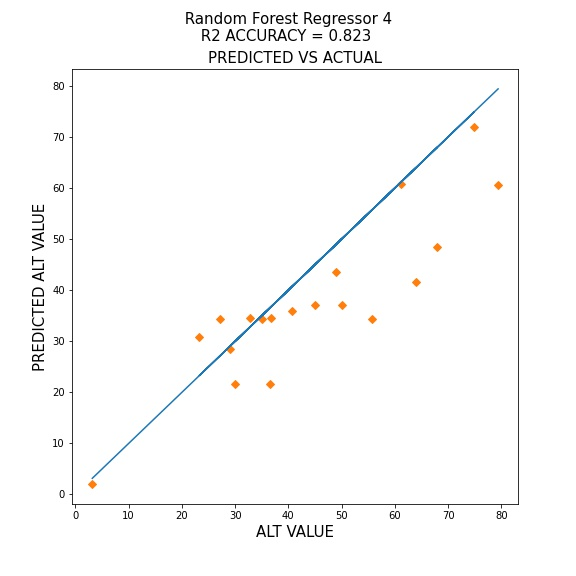 Random Forest Regressor 4
R2 ACCURACY = 0.823
PREDICTED VS ACTUAL
80
70
60
50
40
30
20
10
0
PREDICTED ALT VALUE
0 10 20 30 40 50 60 70 80
ALT VALUE